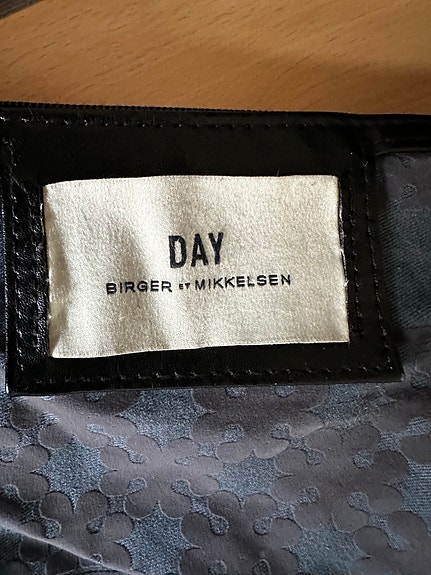 DAY
BIRGER ET MIKKELSEN